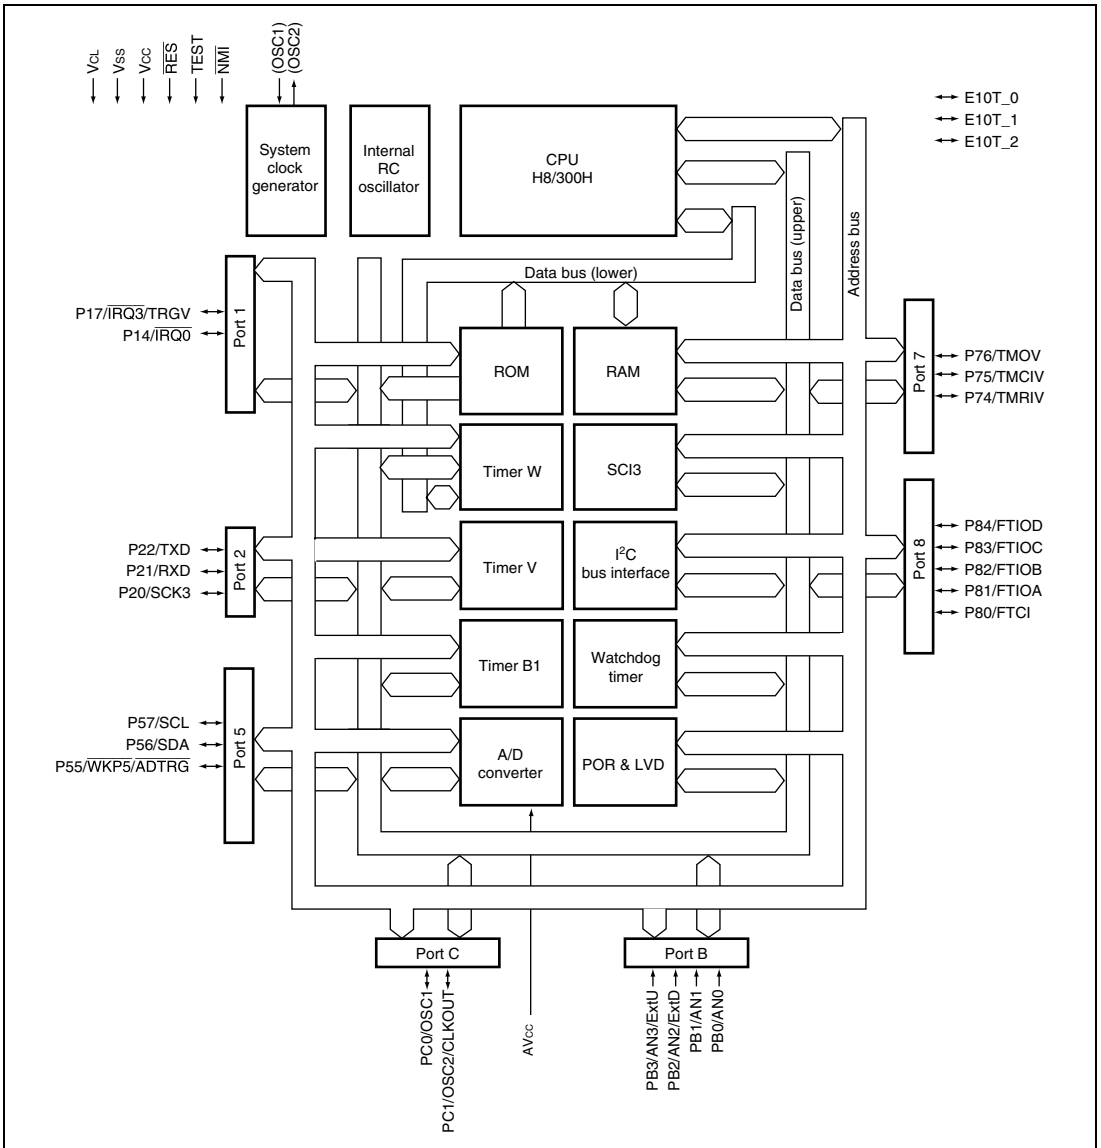 VCL
VSS
VCC
RES
TEST
NMI
(OSC1)
(OSC2)
E10T_0
E10T_1
E10T_2
System
clock
generator
Internal
RC
oscillator
CPU
H8/300H
Data bus (lower)
Data bus (upper)
Address bus
P17/IRQ3/TRGV
P14/IRQ0
Port 1
ROM
RAM
Port 7
P76/TMOV
P75/TMCIV
P74/TMRIV
Timer W
SCI3
P22/TXD
P21/RXD
P20/SCK3
Port 2
Timer V
I²C
bus interface
Port 8
P84/FTIOD
P83/FTIOC
P82/FTIOB
P81/FTIOA
P80/FTCI
Timer B1
Watchdog
timer
P57/SCL
P56/SDA
P55/WKP5/ADTRG
Port 5
A/D
converter
POR & LVD
Port C
Port B
PC0/OSC1
PC1/OSC2/CLKOUT
AVCC
PB3/AN3/ExtU
PB2/AN2/ExtD
PB1/AN1
PB0/AN0